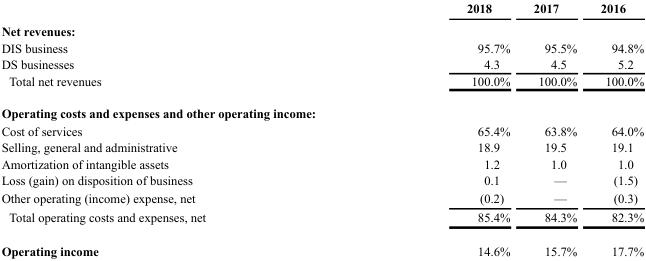 2018 2017 2016
Net revenues:
DIS business 95.7% 95.5% 94.8%
DS businesses 4.3 4.5 5.2
Total net revenues 100.0% 100.0% 100.0%
Operating costs and expenses and other operating income:
Cost of services 65.4% 63.8% 64.0%
Selling, general and administrative 18.9 19.5 19.1
Amortization of intangible assets 1.2 1.0 1.0
Loss (gain) on disposition of business 0.1 — (1.5)
Other operating (income) expense, net (0.2) — (0.3)
Total operating costs and expenses, net 85.4% 84.3% 82.3%
Operating income 14.6% 15.7% 17.7%